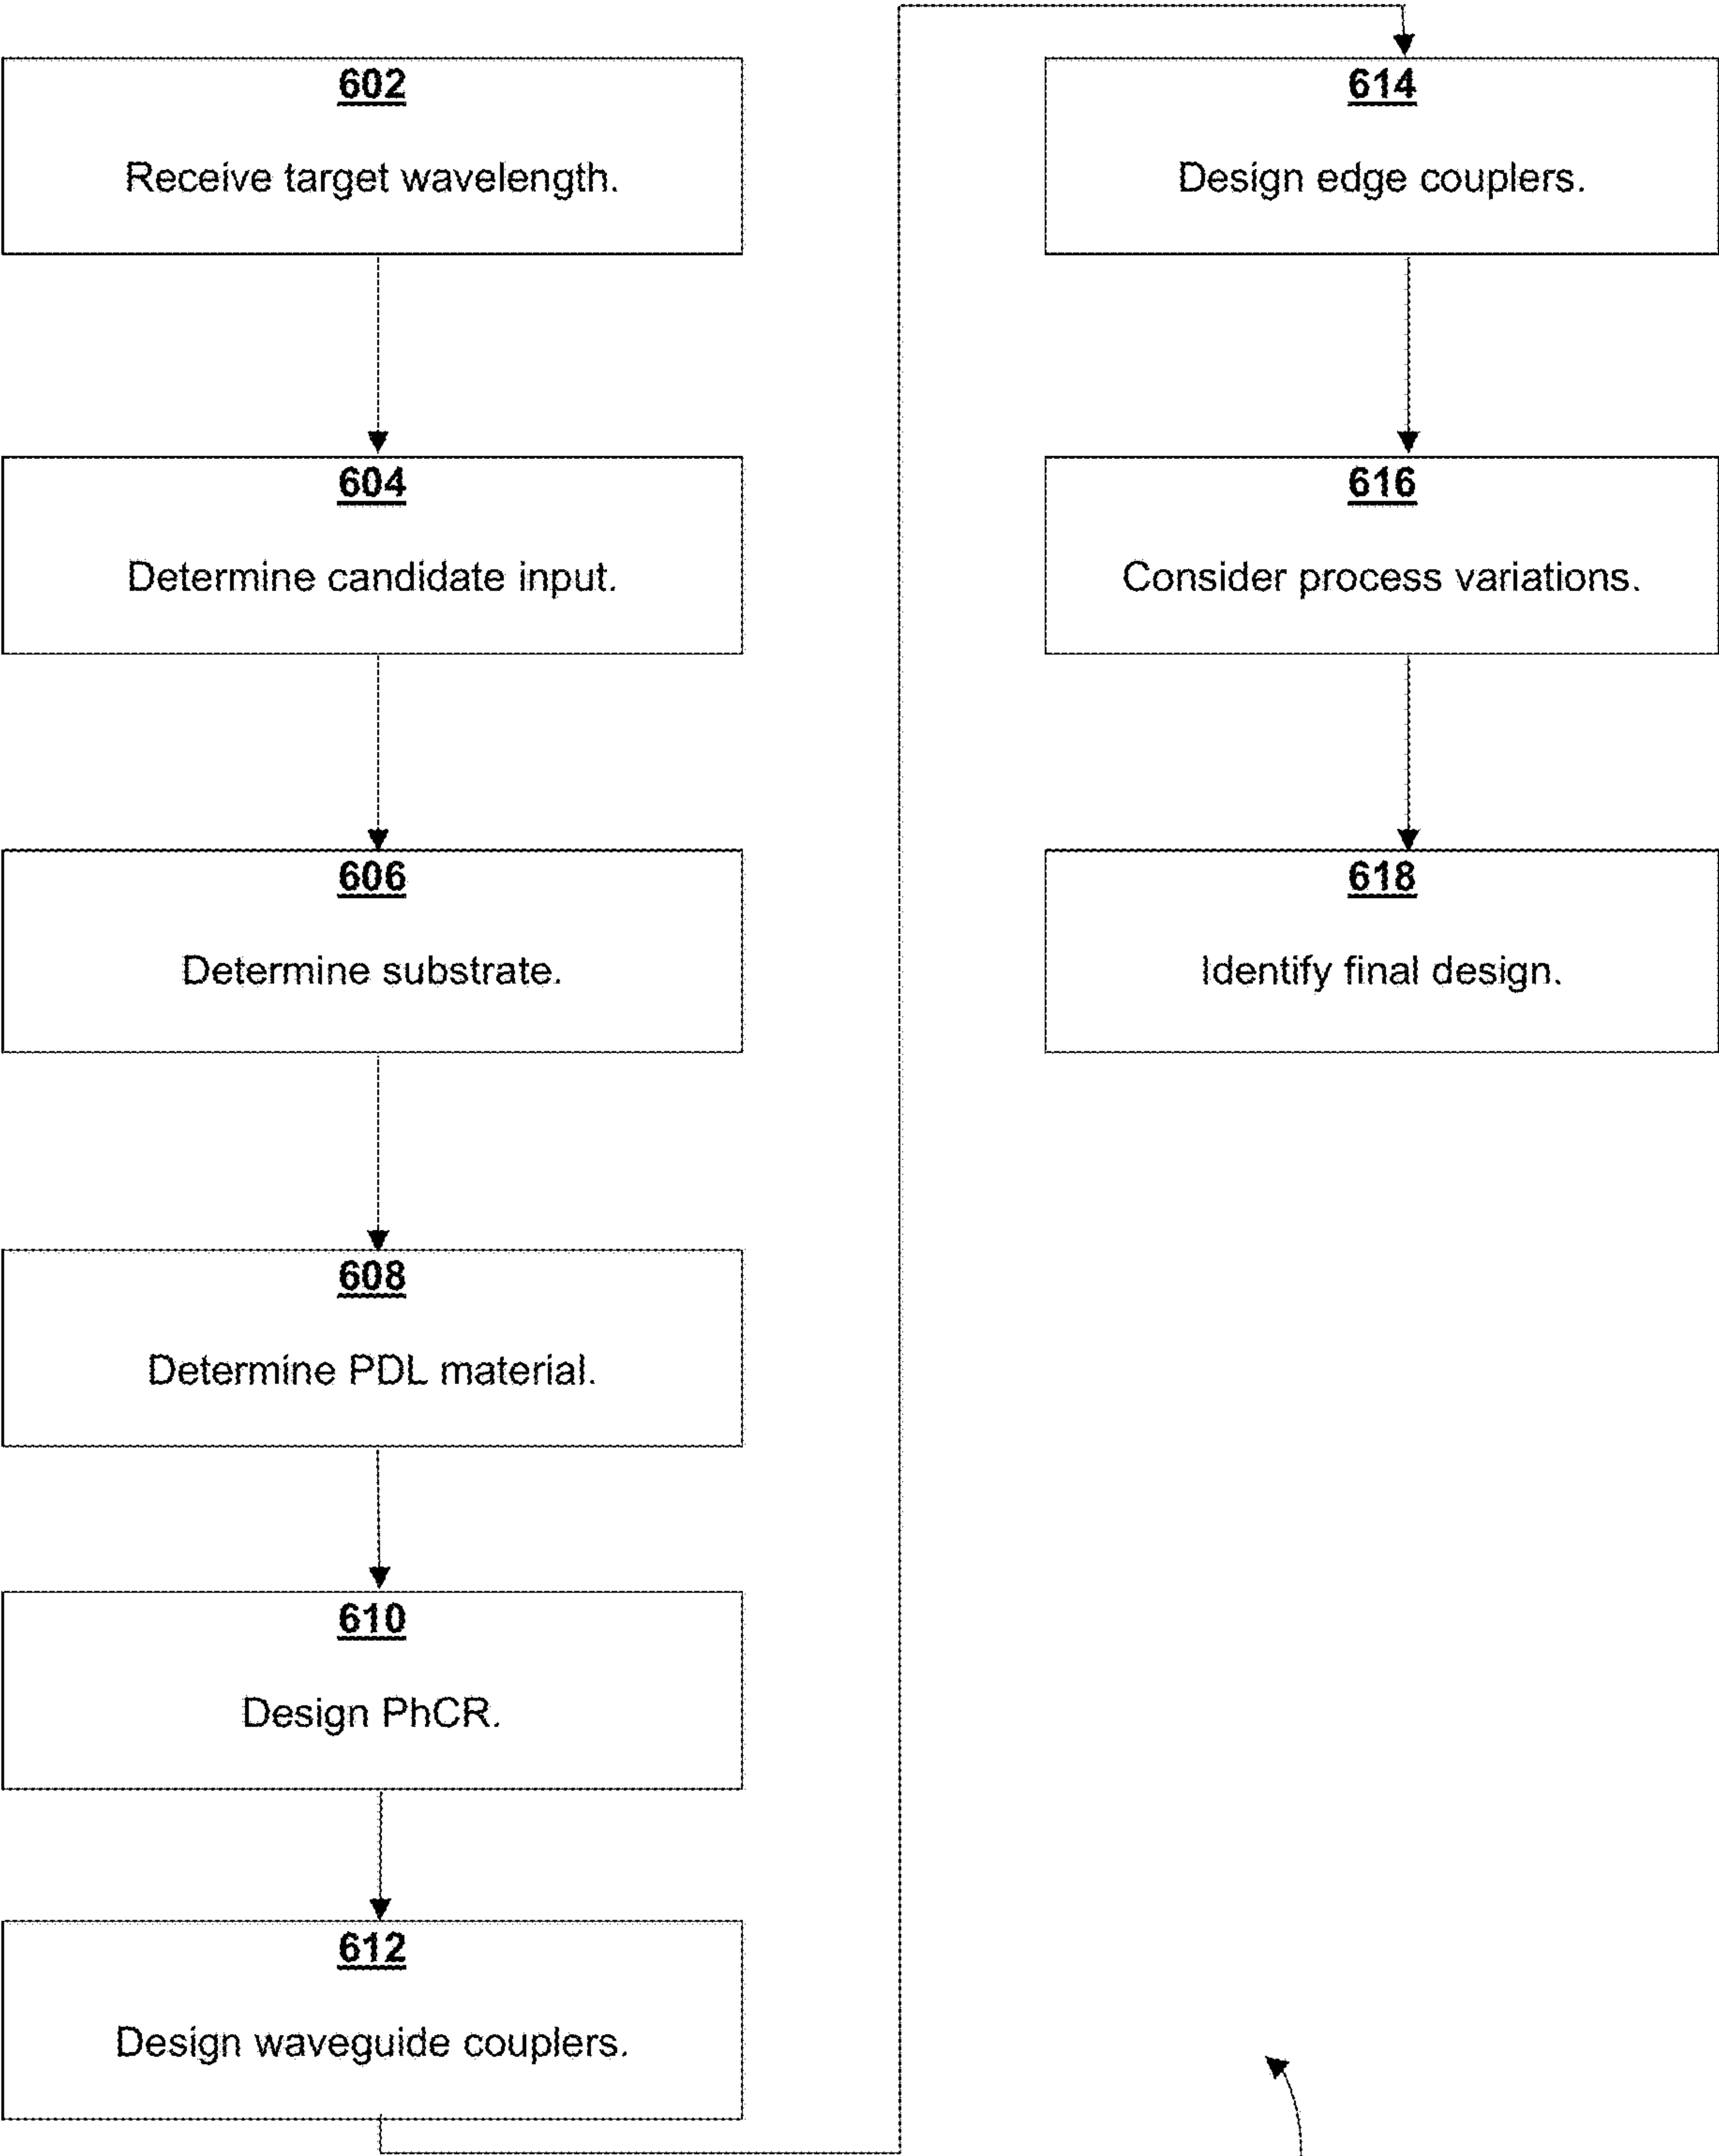 602
Receive target wavelength.
604
Determine candidate input.
606
Determine substrate.
608
Determine PDL material.
610
Design PhCR.
612
Design waveguide couplers.
614
Design edge couplers.
616
Consider process variations.
618
Identify final design.